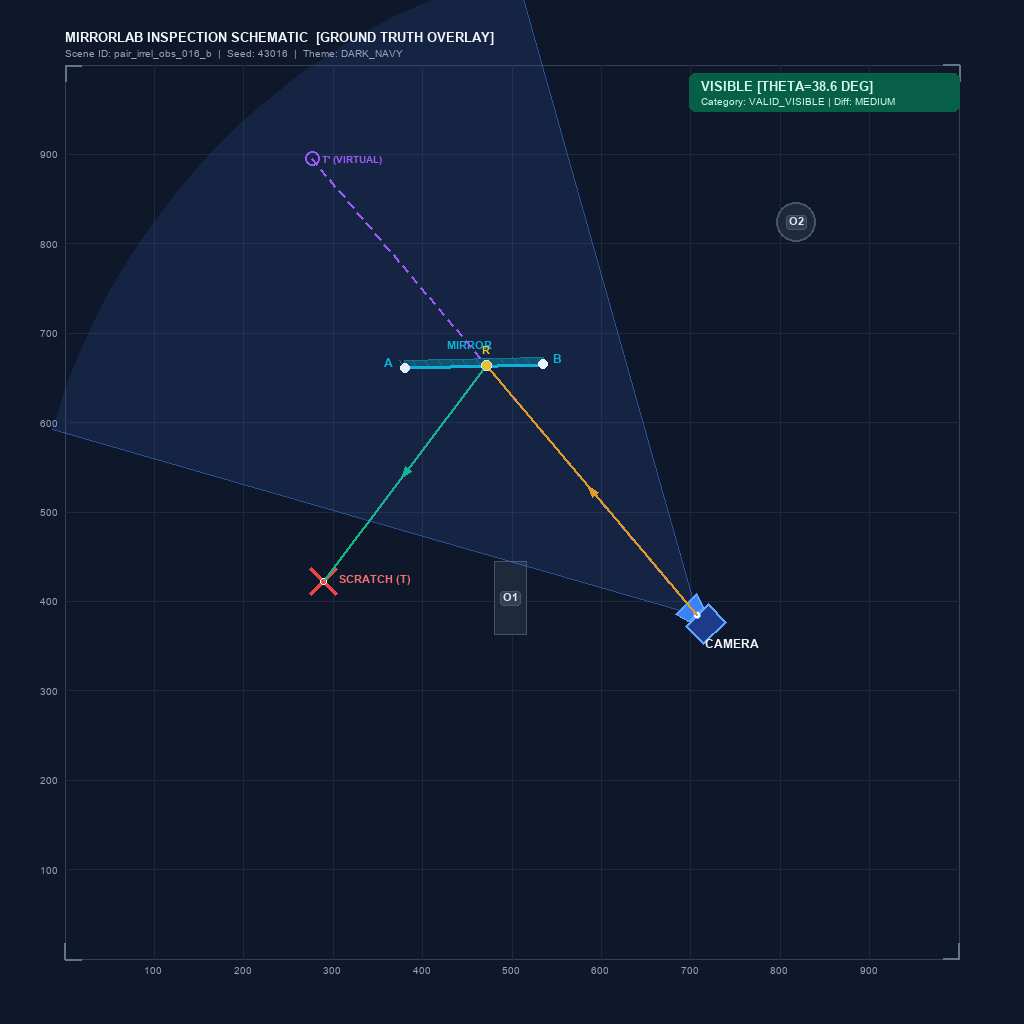 MIRRORLAB INSPECTION SCHEMATIC [GROUND TRUTH OVERLAY]
Scene ID: pair_irrel_obs_016_b | Seed: 43016 | Theme: DARK_NAVY
VISIBLE [THETA=38.6 DEG]
Category: VALID_VISIBLE | Diff: MEDIUM
900
T' (VIRTUAL)
O2
800
700
MIRROR
R
A
B
600
500
SCRATCH (T)
O1
400
CAMERA
300
200
100
100 200 300 400 500 600 700 800 900